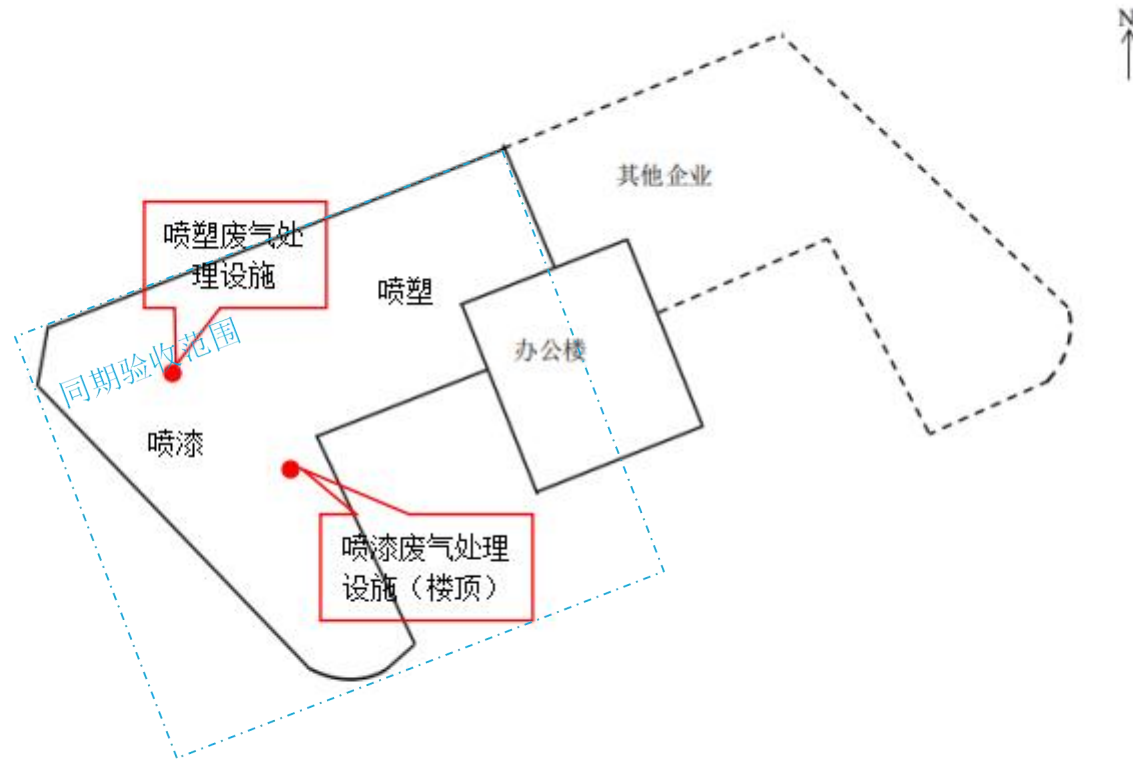 N
其他企业
喷塑废气处
理设施
喷塑
办公楼
同期验收范围
喷漆
喷漆废气处理
设施（楼顶）